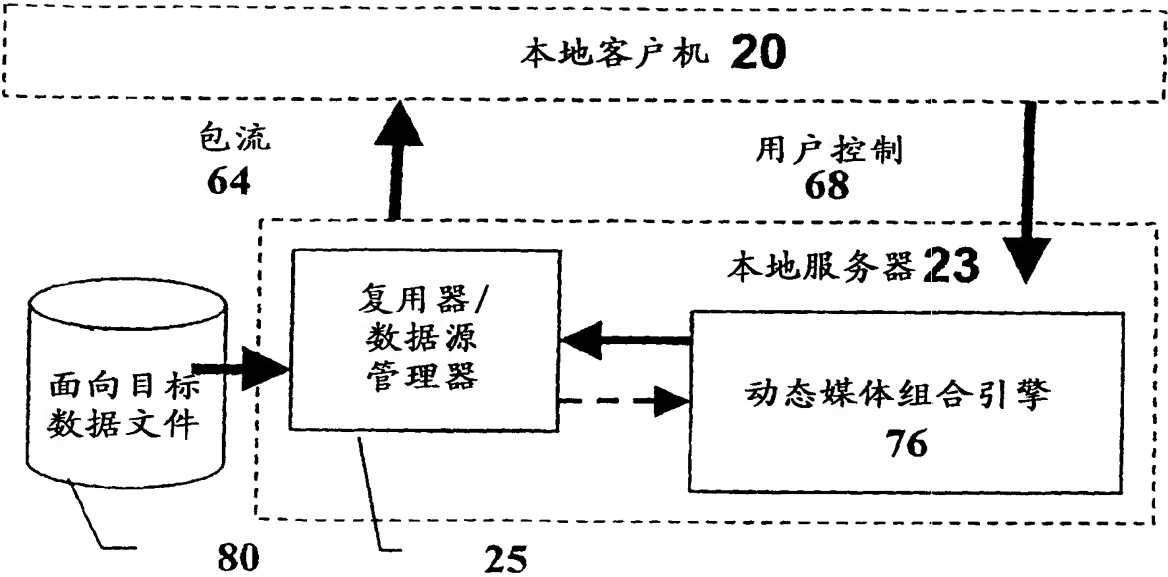 本地客户机 20
包流
64
用户控制
68
本地服务器 23
复用器/
数据源
管理器
面向目标
数据文件
动态媒体组合引擎
76
80
25